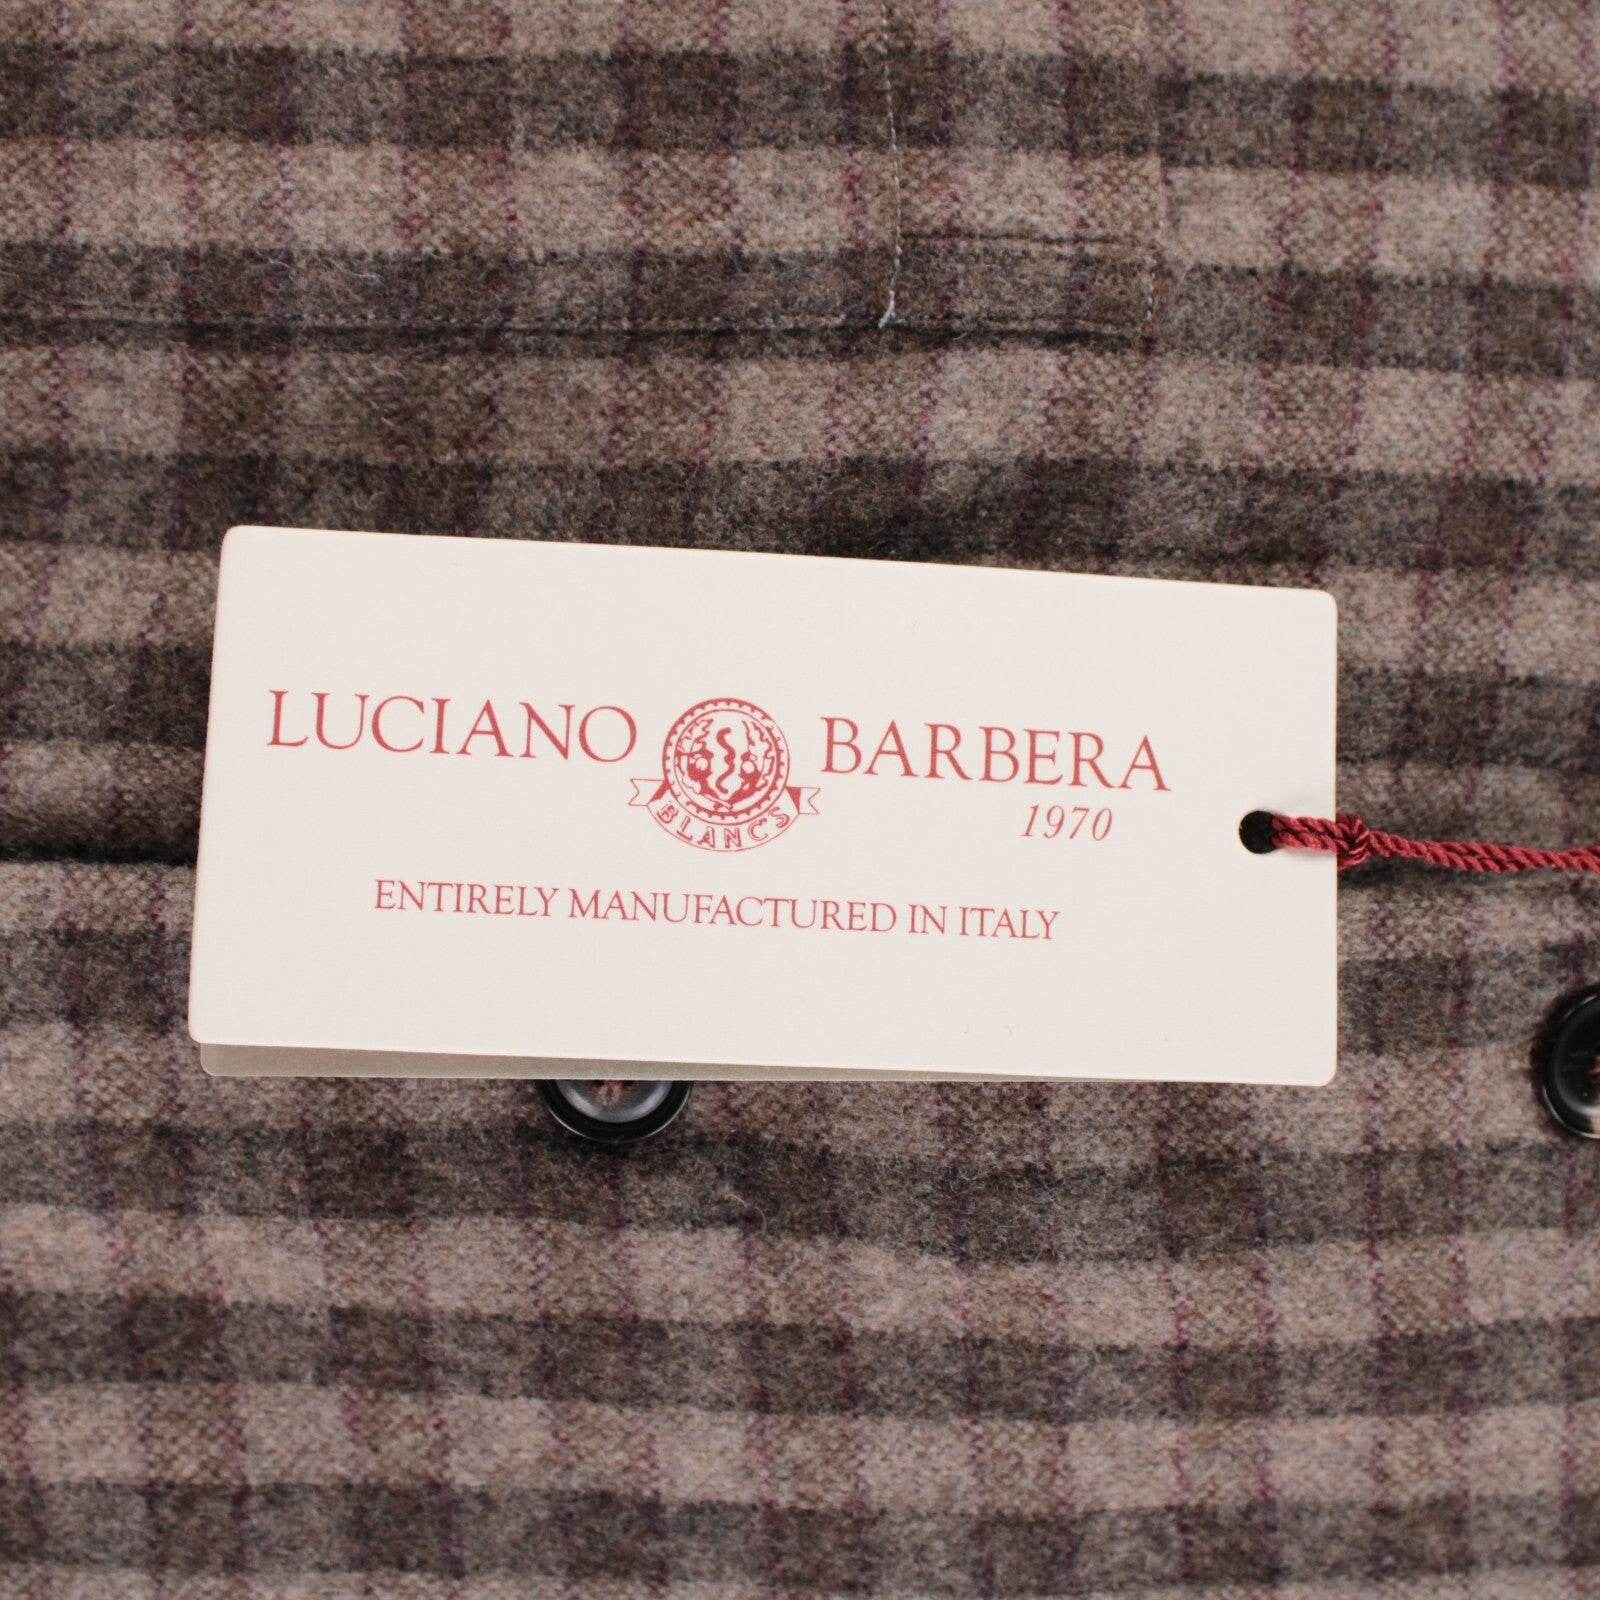 LUCIANO BARBERA
BLANCS
1970
ENTIRELY MANUFACTURED IN ITALY